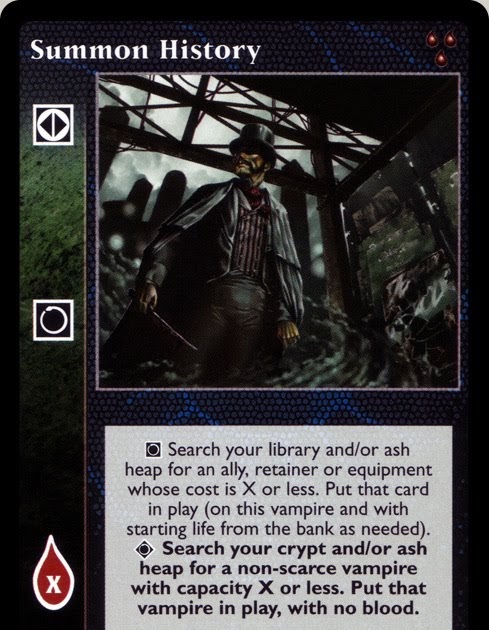 Summon History
Search your library and/or ash
heap for an ally, retainer or equipment
whose cost is X or less. Put that card
in play (on this vampire and with
starting life from the bank as needed).
Search your crypt and/or ash
heap for a non-scarce vampire
with capacity X or less. Put that
vampire in play, with no blood.
X